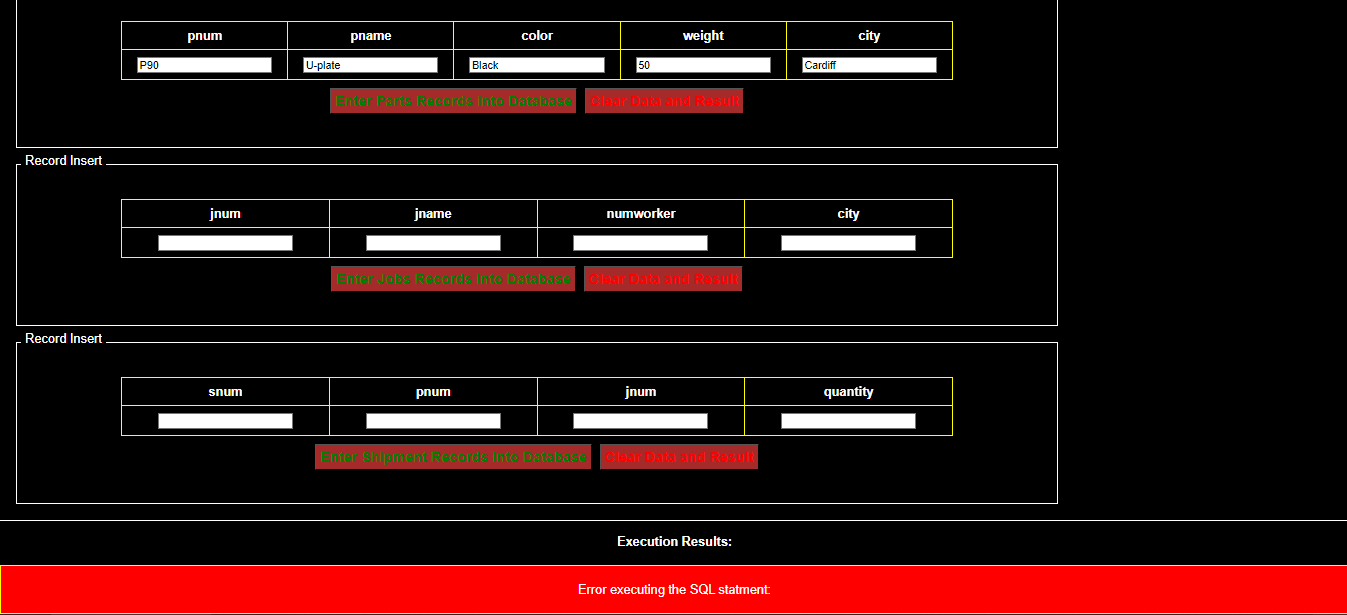 pnum pname color weight city
P90 U-plate Black 50 Cardiff
Enter Parts Records Into Database Clear Data and Result
Record Insert
jnum jname numworker city
Enter Jobs Records Into Database Clear Data and Result
Record Insert
snum pnum jnum quantity
Enter Shipment Records Into Database Clear Data and Result
Execution Results:
Error executing the SQL statment: